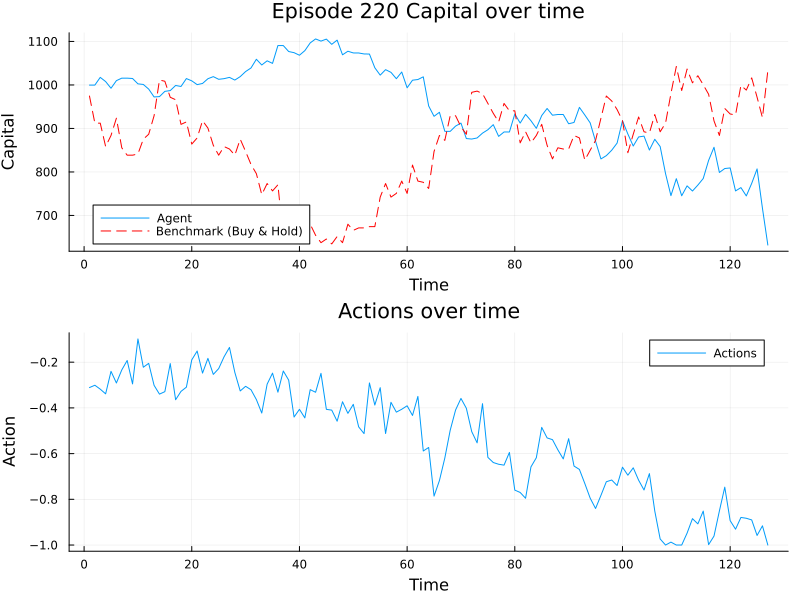 Episode 220 Capital over time
1100
1000
900
800
700
Capital
Agent
Benchmark (Buy & Hold)
0 20 40 60 80 100 120
Time
Actions over time
−0.2
−0.4
−0.6
−0.8
−1.0
Action
Actions
0 20 40 60 80 100 120
Time